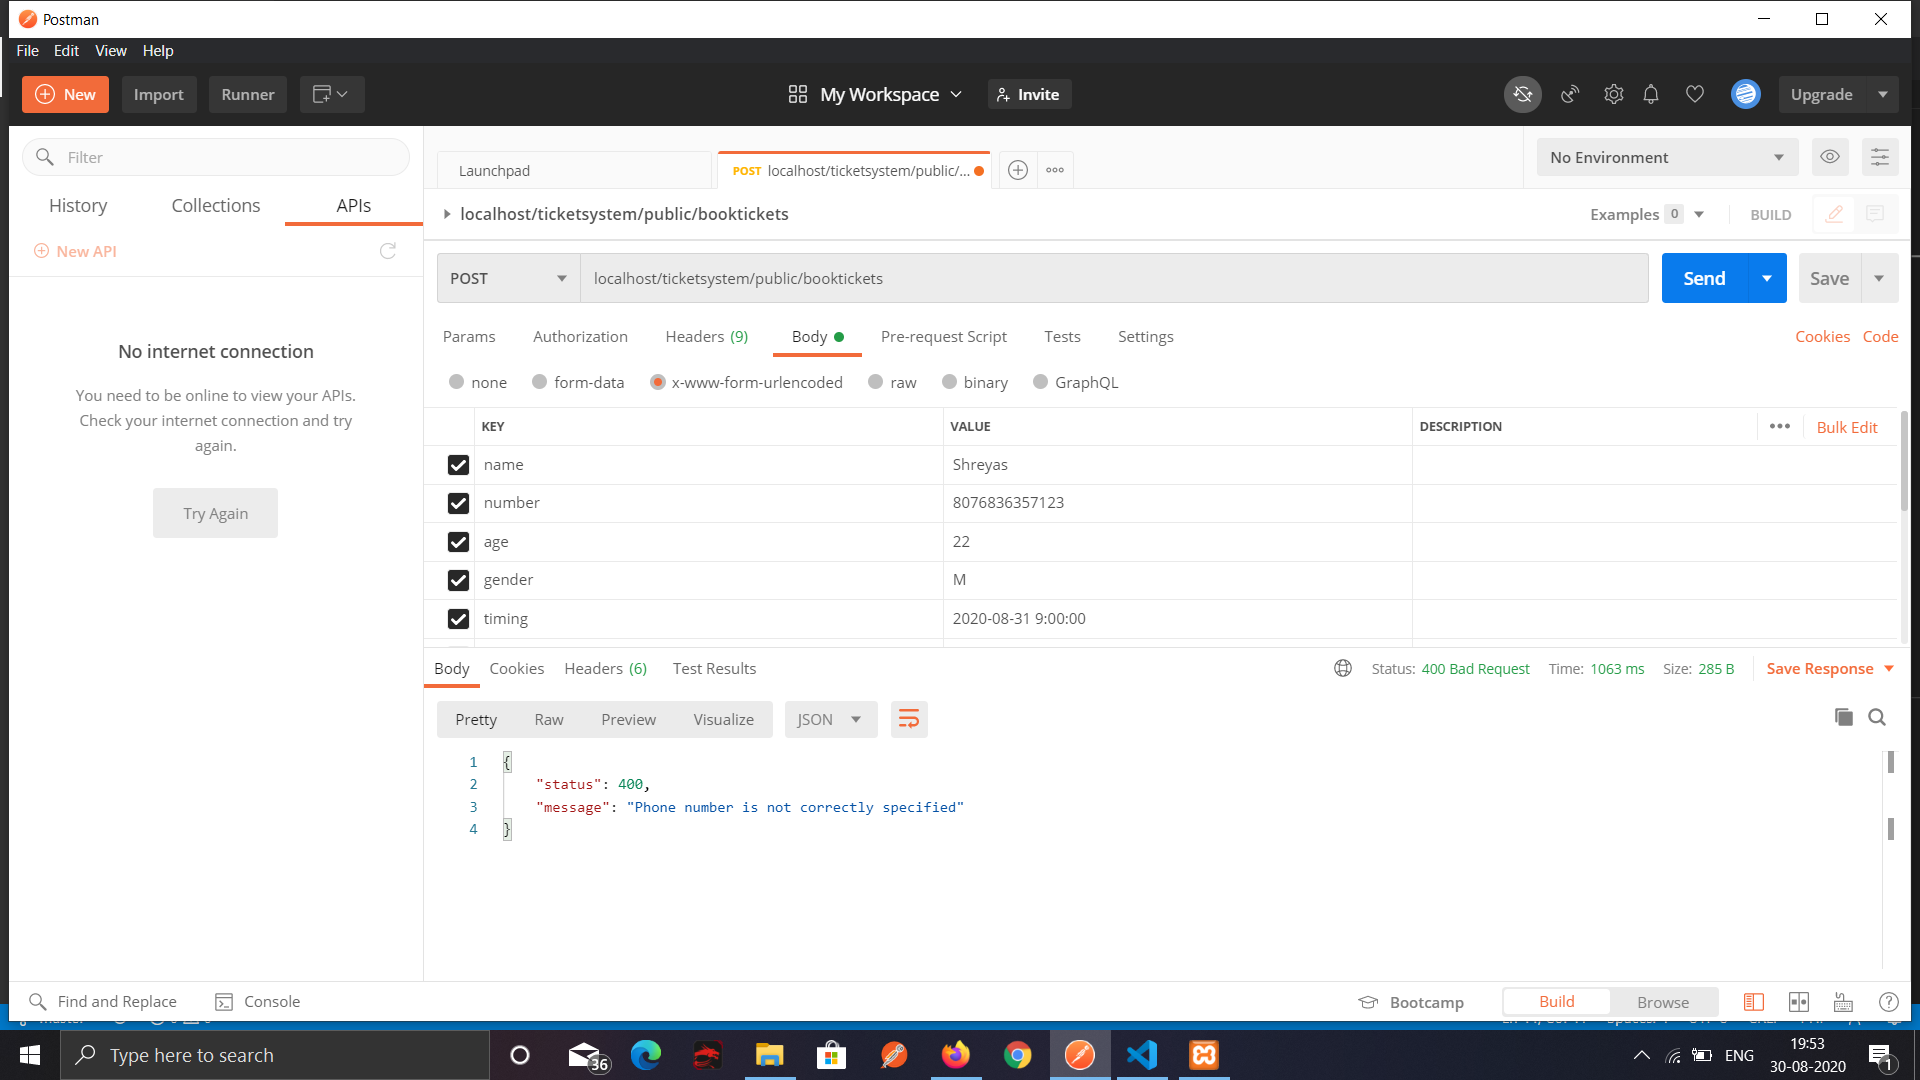 Postman
File Edit View Help
New Import Runner My Workspace Invite Upgrade
Filter
History Collections APIs
New API
No internet connection
You need to be online to view your APIs.
Check your internet connection and try
again.
Try Again
Launchpad POST localhost/ticketsystem/public/... No Environment
localhost/ticketsystem/public/booktickets Examples 0 BUILD
POST localhost/ticketsystem/public/booktickets Send Save
Params Authorization Headers (9) Body Pre-request Script Tests Settings Cookies Code
none form-data x-www-form-urlencoded raw binary GraphQL
KEY VALUE DESCRIPTION Bulk Edit
name Shreyas
number 8076836357123
age 22
gender M
timing 2020-08-31 9:00:00
Body Cookies Headers (6) Test Results Status: 400 Bad Request Time: 1063 ms Size: 285 B Save Response
Pretty Raw Preview Visualize JSON
1 {
2 "status": 400,
3 "message": "Phone number is not correctly specified"
4 }
Find and Replace Console Bootcamp Build Browse
Type here to search 36 ENG 19:53
30-08-2020 1